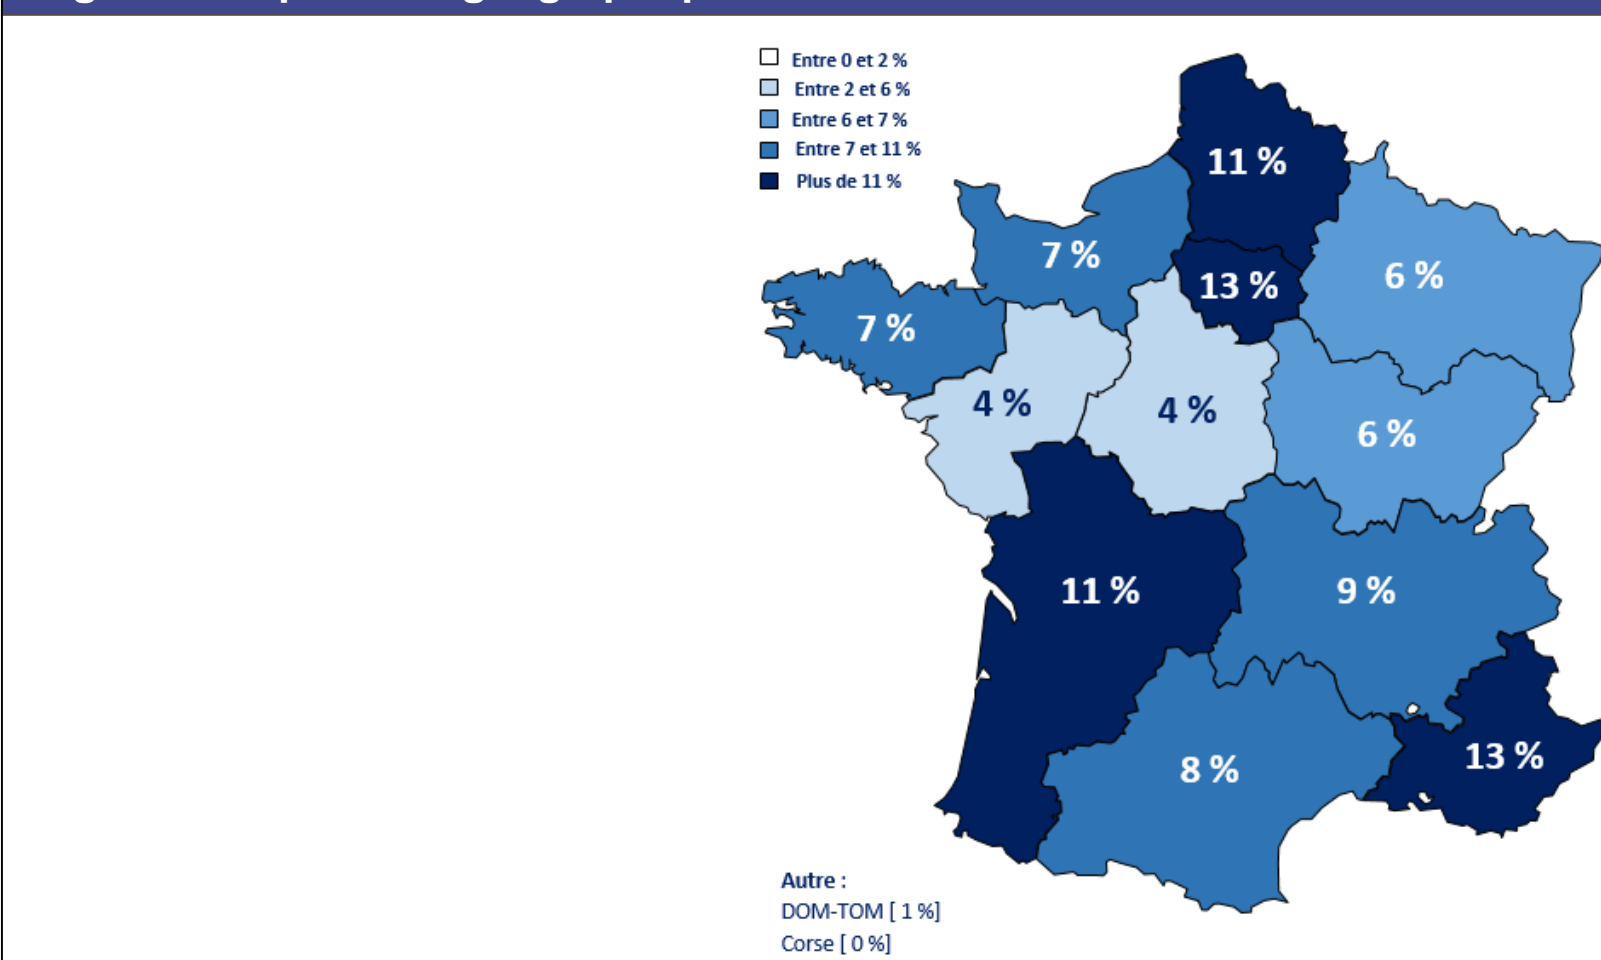 Entre 0 et 2 %
Entre 2 et 6 %
Entre 6 et 7 %
Entre 7 et 11 %
Plus de 11 %
11 %
7 %
13 %
6 %
7 %
4 %
4 %
6 %
11 %
9 %
8 %
13 %
Autre :
DOM-TOM [ 1 %]
Corse [ 0 %]